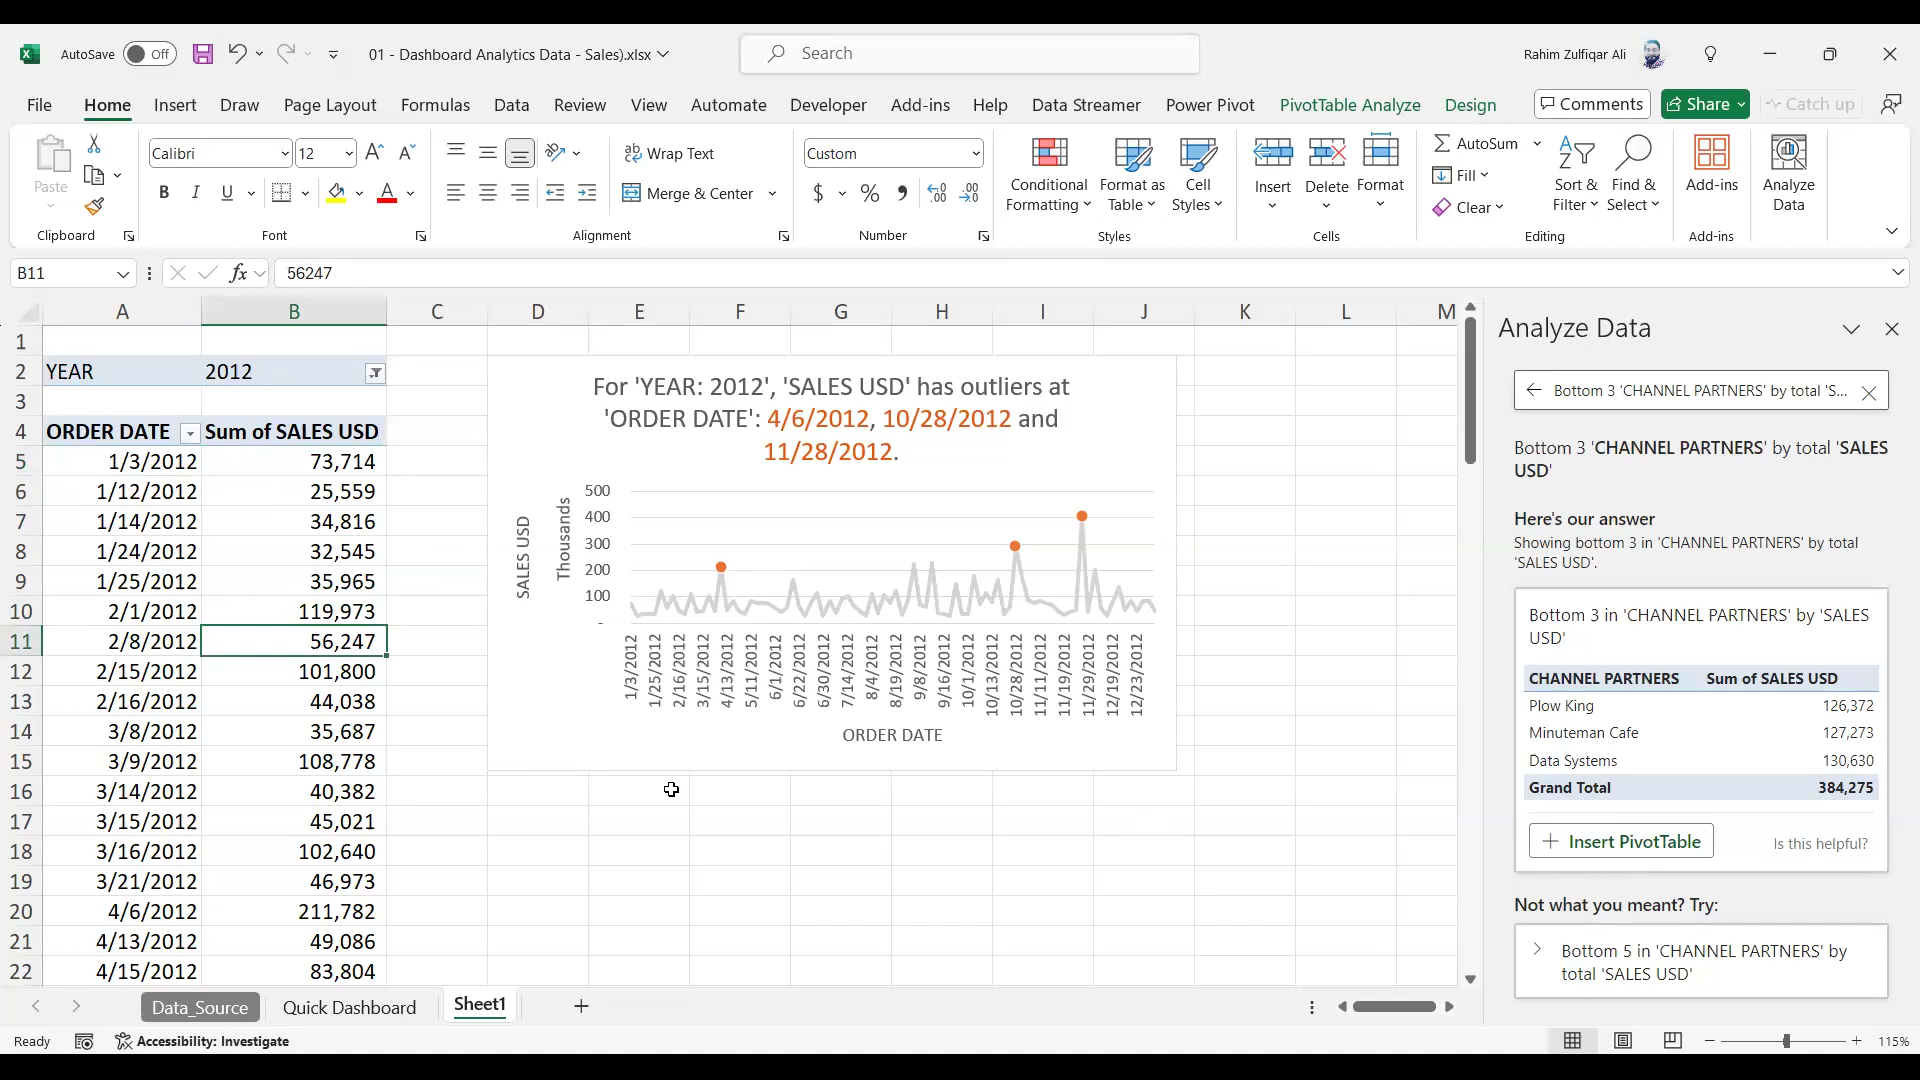 AutoSave Off 01 - Dashboard Analytics Data - Sales).xlsx Search Rahim Zulfiqar Ali
File Home Insert Draw Page Layout Formulas Data Review View Automate Developer Add-ins Help Data Streamer Power Pivot PivotTable Analyze Design Comments Share Catch up
Paste
Clipboard
Calibri 12
B I U A
Font
Wrap Text
Merge & Center
Alignment
Custom
$ % , .00
Number
Conditional Formatting
Format as Table
Cell Styles
Styles
Insert
Delete
Format
Cells
AutoSum
Fill
Clear
Sort & Filter
Find & Select
Editing
Add-ins
Add-ins
Analyze Data
B11 fx 56247
A B C D E F G H I J K L M
1
2 YEAR 2012
3
4 ORDER DATE Sum of SALES USD
5 1/3/2012 73,714
6 1/12/2012 25,559
7 1/14/2012 34,816
8 1/24/2012 32,545
9 1/25/2012 35,965
10 2/1/2012 119,973
11 2/8/2012 56,247
12 2/15/2012 101,800
13 2/16/2012 44,038
14 3/8/2012 35,687
15 3/9/2012 108,778
16 3/14/2012 40,382
17 3/15/2012 45,021
18 3/16/2012 102,640
19 3/21/2012 46,973
20 4/6/2012 211,782
21 4/13/2012 49,086
22 4/15/2012 83,804
For 'YEAR: 2012', 'SALES USD' has outliers at
'ORDER DATE': 4/6/2012, 10/28/2012 and
11/28/2012.
SALES USD
Thousands
500
400
300
200
100
-
1/3/2012
1/25/2012
2/16/2012
3/15/2012
4/13/2012
5/11/2012
6/1/2012
6/22/2012
6/30/2012
7/14/2012
8/4/2012
8/19/2012
9/8/2012
9/16/2012
10/1/2012
10/13/2012
10/28/2012
11/11/2012
11/19/2012
11/29/2012
12/19/2012
12/23/2012
ORDER DATE
Analyze Data
Bottom 3 'CHANNEL PARTNERS' by total 'S...
Bottom 3 'CHANNEL PARTNERS' by total 'SALES
USD'
Here's our answer
Showing bottom 3 in 'CHANNEL PARTNERS' by total
'SALES USD'.
Bottom 3 in 'CHANNEL PARTNERS' by 'SALES
USD'
CHANNEL PARTNERS Sum of SALES USD
Plow King 126,372
Minuteman Cafe 127,273
Data Systems 130,630
Grand Total 384,275
Insert PivotTable Is this helpful?
Not what you meant? Try:
Bottom 5 in 'CHANNEL PARTNERS' by
total 'SALES USD'
Data_Source Quick Dashboard Sheet1
Ready Accessibility: Investigate 115%